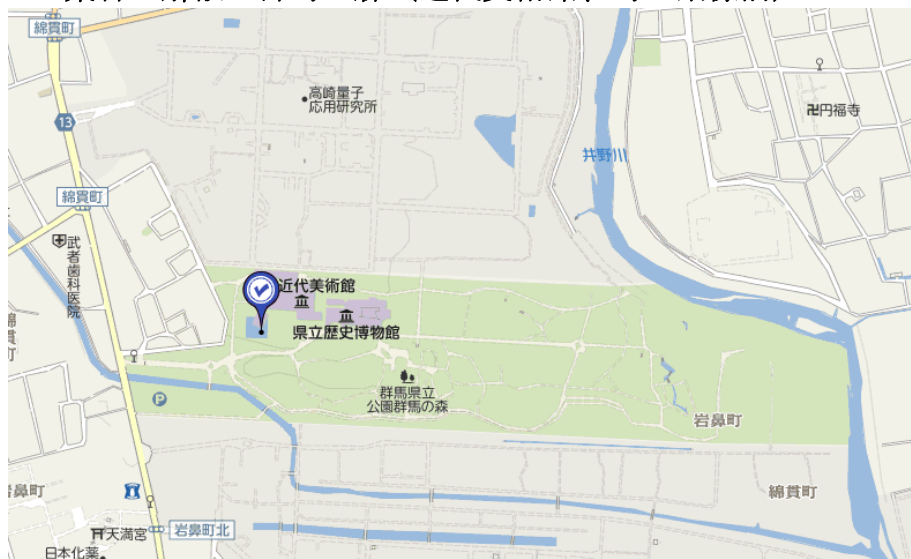 綿貫町
高崎量子
応用研究所
卍円福寺
13
井野川
綿貫町
武者歯科医院
近代美術館
県立歴史博物館
群馬県立
公園群馬の森
P
岩鼻町
綿貫町
天満宮
岩鼻町北
日本化薬